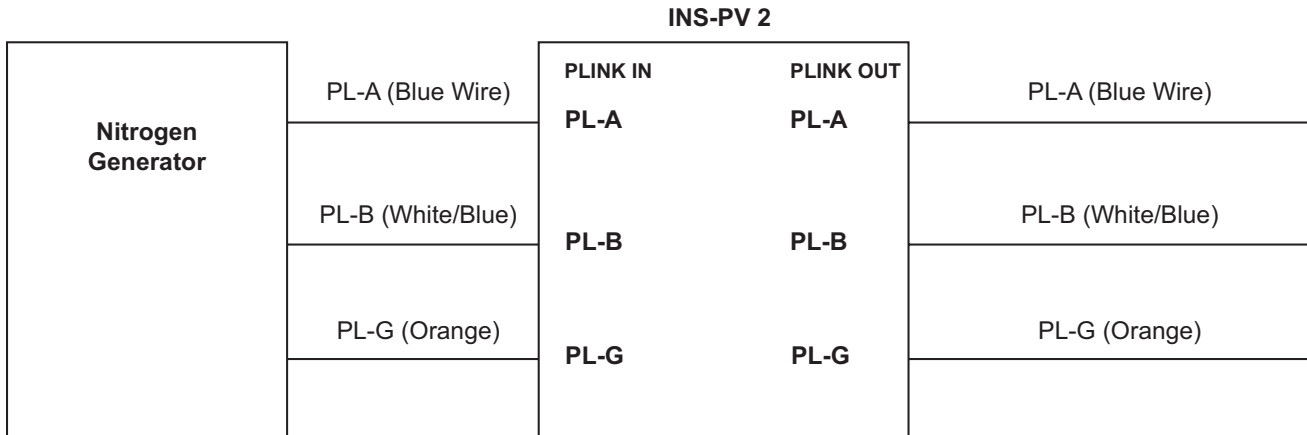 INS-PV 2
Nitrogen
Generator
PL-A (Blue Wire)
PL-B (White/Blue)
PL-G (Orange)
PLINK IN
PL-A
PL-B
PL-G
PLINK OUT
PL-A
PL-B
PL-G
PL-A (Blue Wire)
PL-B (White/Blue)
PL-G (Orange)